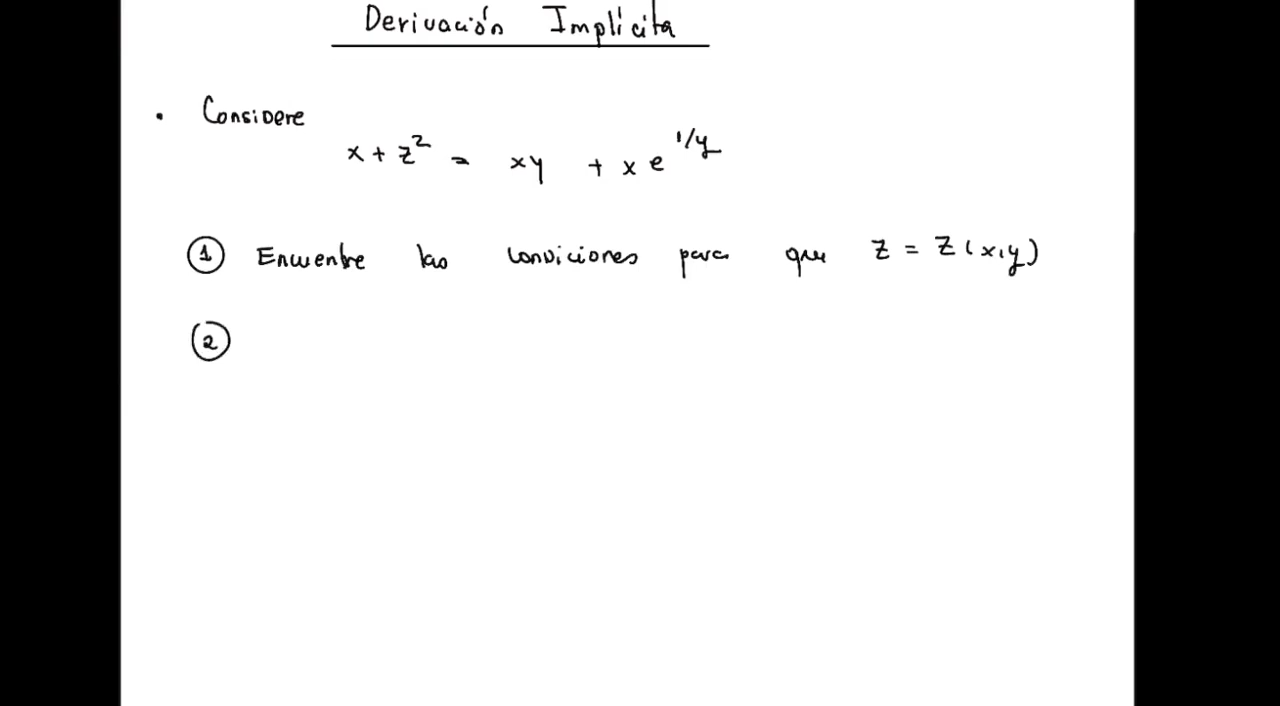 Derivación Implícita
• Considere
x + z² = xy + x e^{1/y}
① Encuentre las condiciones para que z = z(x,y)
②